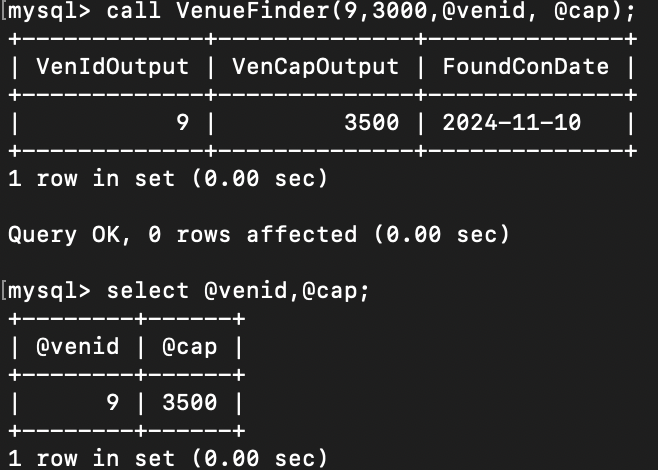 [mysql> call VenueFinder(9,3000,@venid, @cap);
+-------------+-------------+-------------+
| VenIdOutput | VenCapOutput | FoundConDate |
+-------------+-------------+-------------+
|           9 |         3500 | 2024-11-10   |
+-------------+-------------+-------------+
1 row in set (0.00 sec)
Query OK, 0 rows affected (0.00 sec)
[mysql> select @venid,@cap;
+--------+------+
| @venid | @cap |
+--------+------+
|      9 | 3500 |
+--------+------+
1 row in set (0.00 sec)